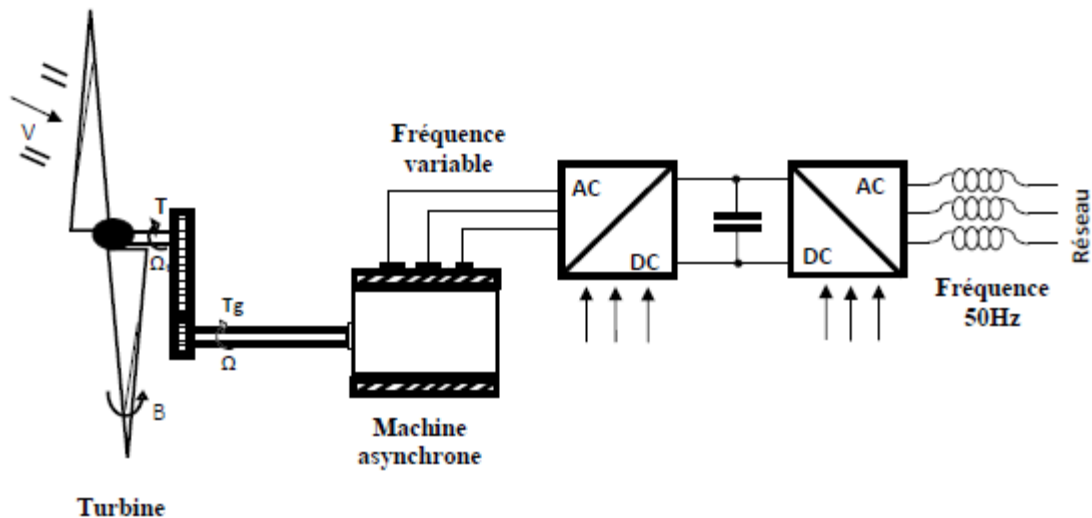 V
T
Ω
Tg
Ω
B
Turbine
Machine
asynchrone
Fréquence
variable
AC
DC
AC
DC
Fréquence
50Hz
Réseau